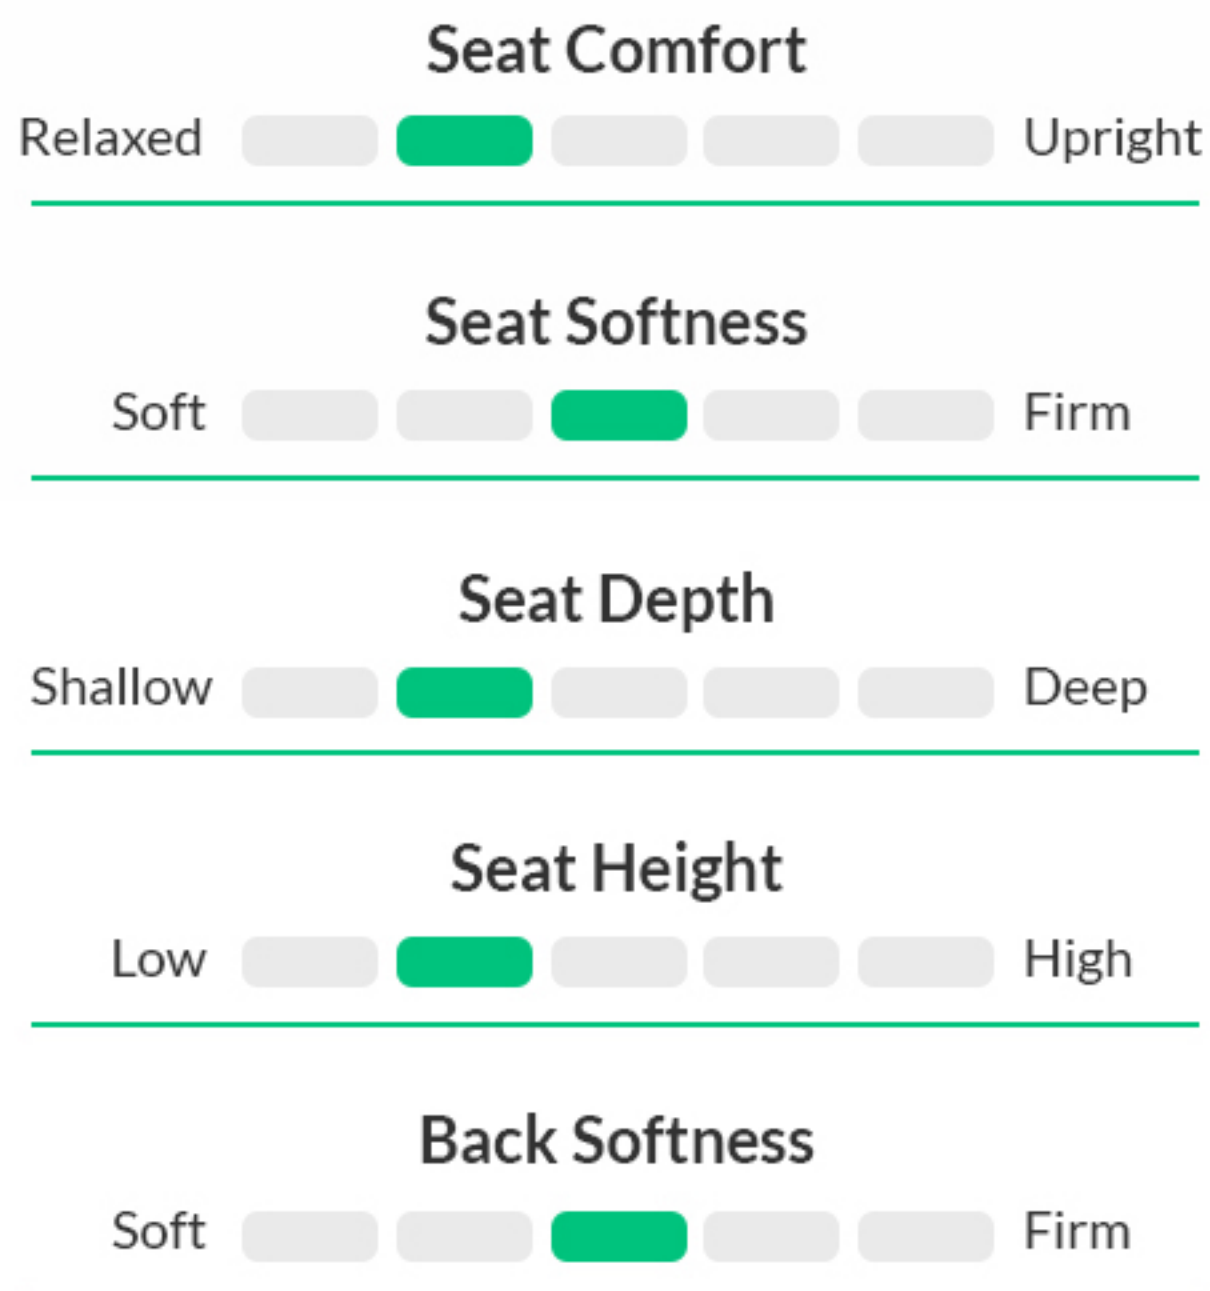 Seat Comfort
Relaxed Upright
Seat Softness
Soft Firm
Seat Depth
Shallow Deep
Seat Height
Low High
Back Softness
Soft Firm